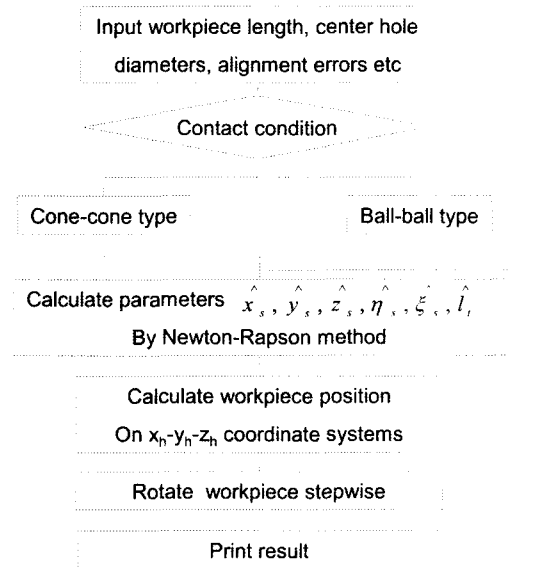 Input workpiece length, center hole
diameters, alignment errors etc
Contact condition
Cone-cone type
Ball-ball type
Calculate parameters x̂ₛ, ŷₛ, ẑₛ, η̂ₛ, ξ̂ₛ, l̂ₜ
By Newton-Rapson method
Calculate workpiece position
On xₕ-yₕ-zₕ coordinate systems
Rotate workpiece stepwise
Print result